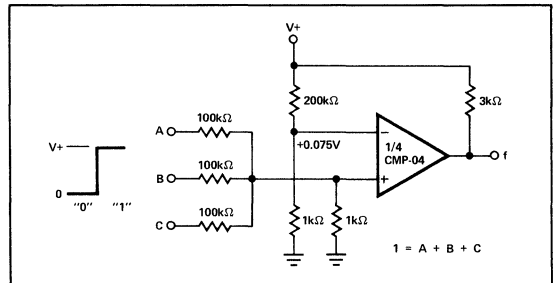 V+
200kΩ
3kΩ
100kΩ
A
V+
+0.075V
−
1/4
CMP-04
f
100kΩ
B
+
0
"0" "1"
100kΩ
C
1kΩ
1kΩ
1 = A + B + C